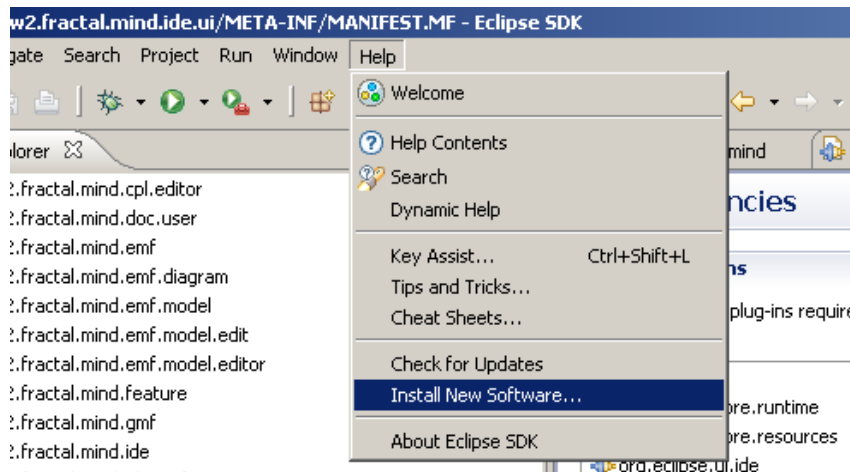 w2.fractal.mind.ide.ui/META-INF/MANIFEST.MF - Eclipse SDK
gate Search Project Run Window Help
Welcome
Help Contents
Search
Dynamic Help
Key Assist... Ctrl+Shift+L
Tips and Tricks...
Cheat Sheets...
Check for Updates
Install New Software...
About Eclipse SDK
plorer
2.fractal.mind.cpl.editor
2.fractal.mind.doc.user
2.fractal.mind.emf
2.fractal.mind.emf.diagram
2.fractal.mind.emf.model
2.fractal.mind.emf.model.edit
2.fractal.mind.emf.model.editor
2.fractal.mind.feature
2.fractal.mind.gmf
2.fractal.mind.ide
mind
ncies
ns
plug-ins require
ore.runtime
ore.resources
org.eclipse.ui.ide